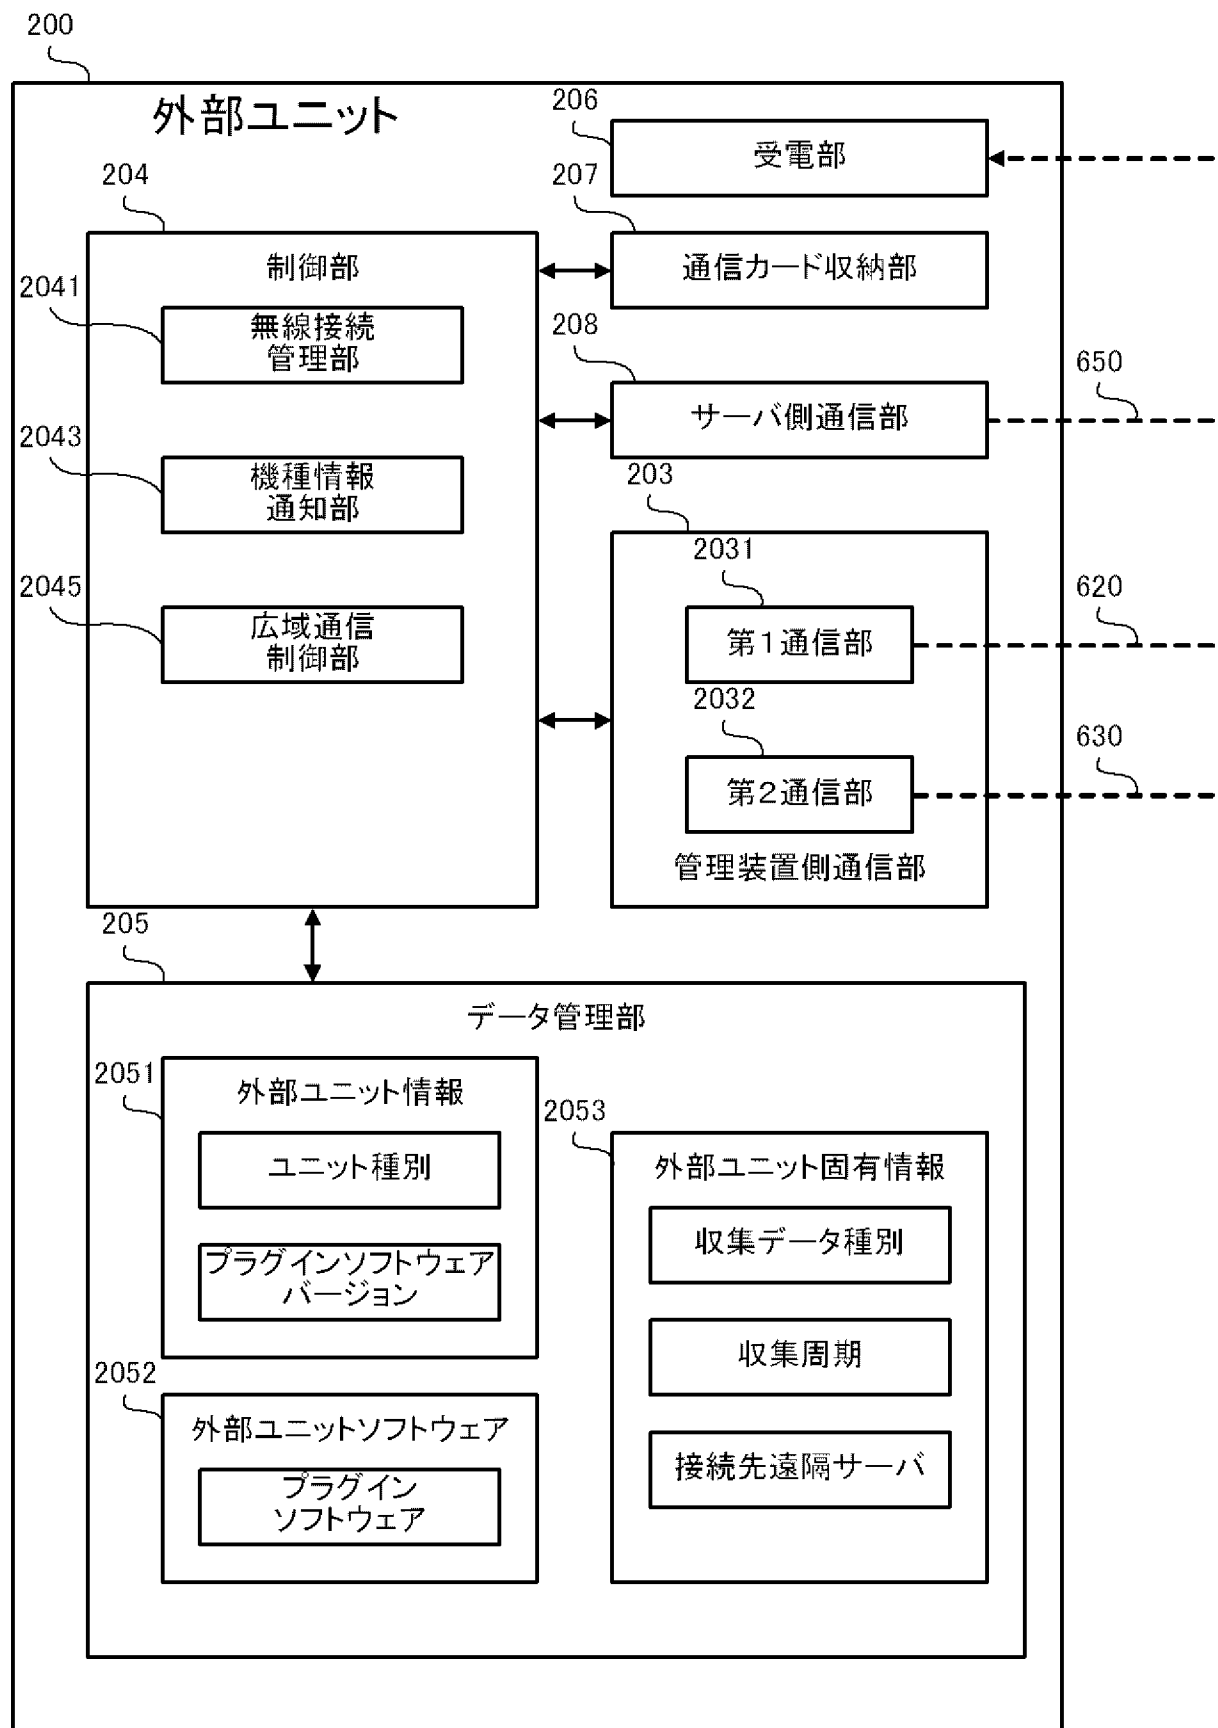 200
外部ユニット
206
受電部
204
207
制御部
通信カード収納部
2041
無線接続
管理部
208
サーバ側通信部
650
2043
機種情報
通知部
203
2031
第1通信部
620
2045
広域通信
制御部
2032
第2通信部
630
管理装置側通信部
205
データ管理部
2051
外部ユニット情報
ユニット種別
プラグインソフトウェア
バージョン
2053
外部ユニット固有情報
収集データ種別
収集周期
接続先遠隔サーバ
2052
外部ユニットソフトウェア
プラグイン
ソフトウェア